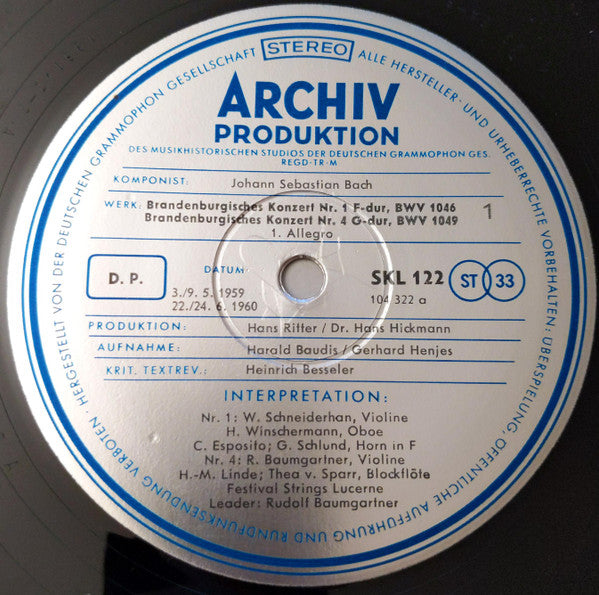 STEREO
HERGESTELLT VON DER DEUTSCHEN GRAMMOPHON GESELLSCHAFT
ALLE HERSTELLER- UND URHEBERRECHTE VORBEHALTEN: ÜBERSPIELUNG, ÖFFENTLICHE AUFFÜHRUNG UND RUNDFUNKSENDUNG VERBOTEN ·
ARCHIV
PRODUKTION
DES MUSIKHISTORISCHEN STUDIOS DER DEUTSCHEN GRAMMOPHON GES.
REGD·TR·M
KOMPONIST: Johann Sebastian Bach
WERK: Brandenburgisches Konzert Nr. 1 F-dur, BWV 1046
Brandenburgisches Konzert Nr. 4 G-dur, BWV 1049
1. Allegro
1
D. P.
DATUM:
3./9. 5. 1959
22./24. 6. 1960
SKL 122
104 322 a
ST 33
PRODUKTION: Hans Ritter / Dr. Hans Hickmann
AUFNAHME: Harald Baudis / Gerhard Henjes
KRIT. TEXTREV.: Heinrich Besseler
INTERPRETATION:
Nr. 1: W. Schneiderhan, Violine
H. Winschermann, Oboe
C. Esposito; G. Schlund, Horn in F
Nr. 4: R. Baumgartner, Violine
H.-M. Linde; Thea v. Sparr, Blockflöte
Festival Strings Lucerne
Leader: Rudolf Baumgartner